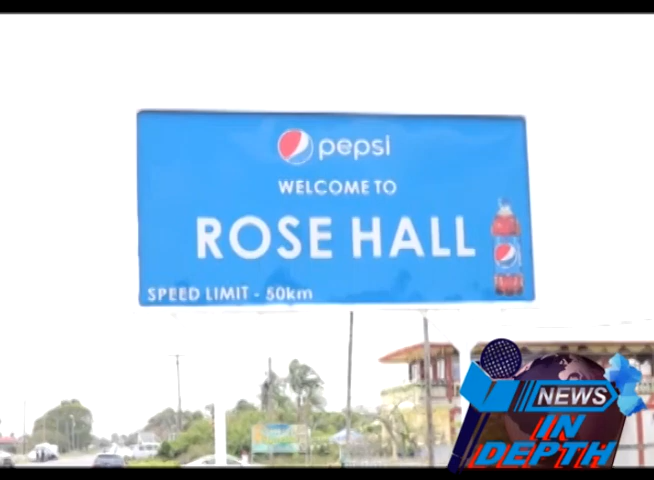 pepsi
WELCOME TO
ROSE HALL
SPEED LIMIT - 50km
NEWS
IN
DEPTH